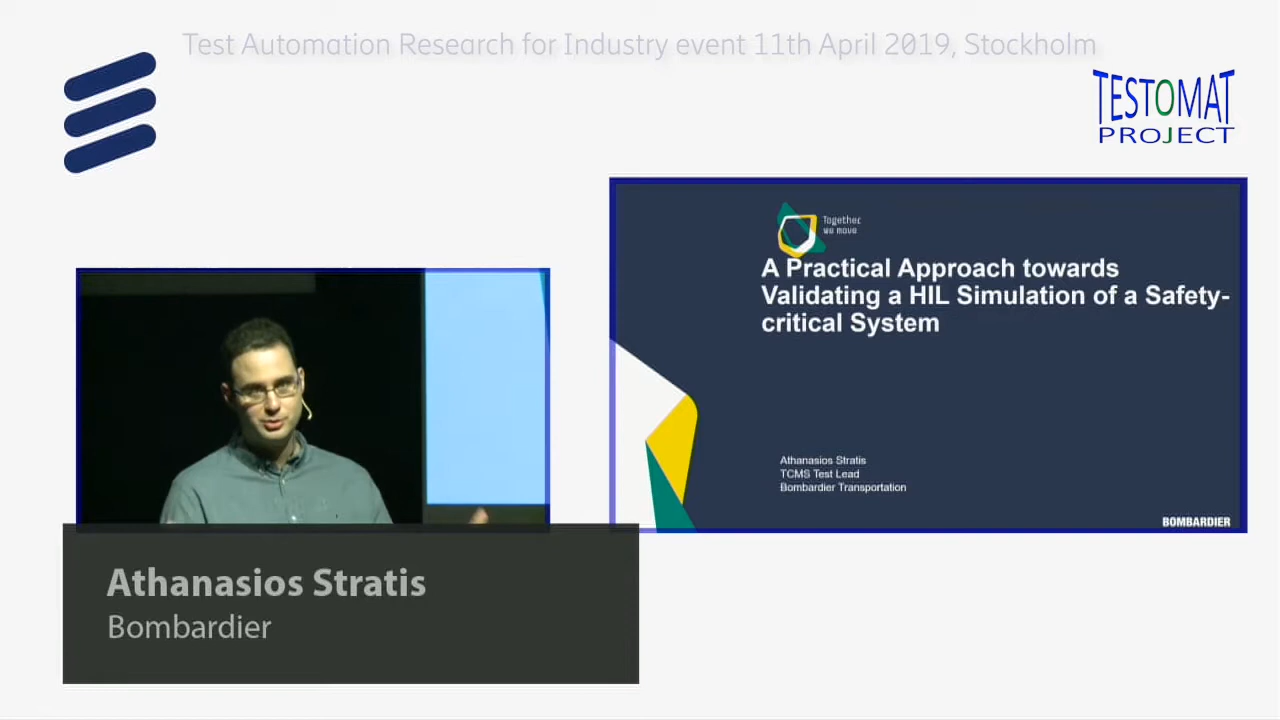 Test Automation Research for Industry event 11th April 2019, Stockholm
TESTOMAT
PROJECT
Together
we move
A Practical Approach towards
Validating a HIL Simulation of a Safety-
critical System
Athanasios Stratis
TCMS Test Lead
Bombardier Transportation
BOMBARDIER
Athanasios Stratis
Bombardier